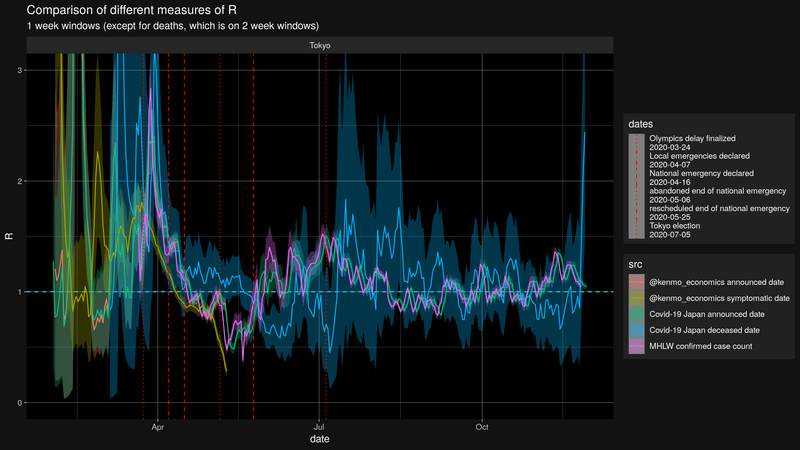 Comparison of different measures of R
1 week windows (except for deaths, which is on 2 week windows)
Tokyo
3
2
1
0
R
Apr
Jul
Oct
date
dates
Olympics delay finalized
2020-03-24
Local emergencies declared
2020-04-07
National emergency declared
2020-04-16
abandoned end of national emergency
2020-05-06
rescheduled end of national emergency
2020-05-25
Tokyo election
2020-07-05
src
@kenmo_economics announced date
@kenmo_economics symptomatic date
Covid-19 Japan announced date
Covid-19 Japan deceased date
MHLW confirmed case count